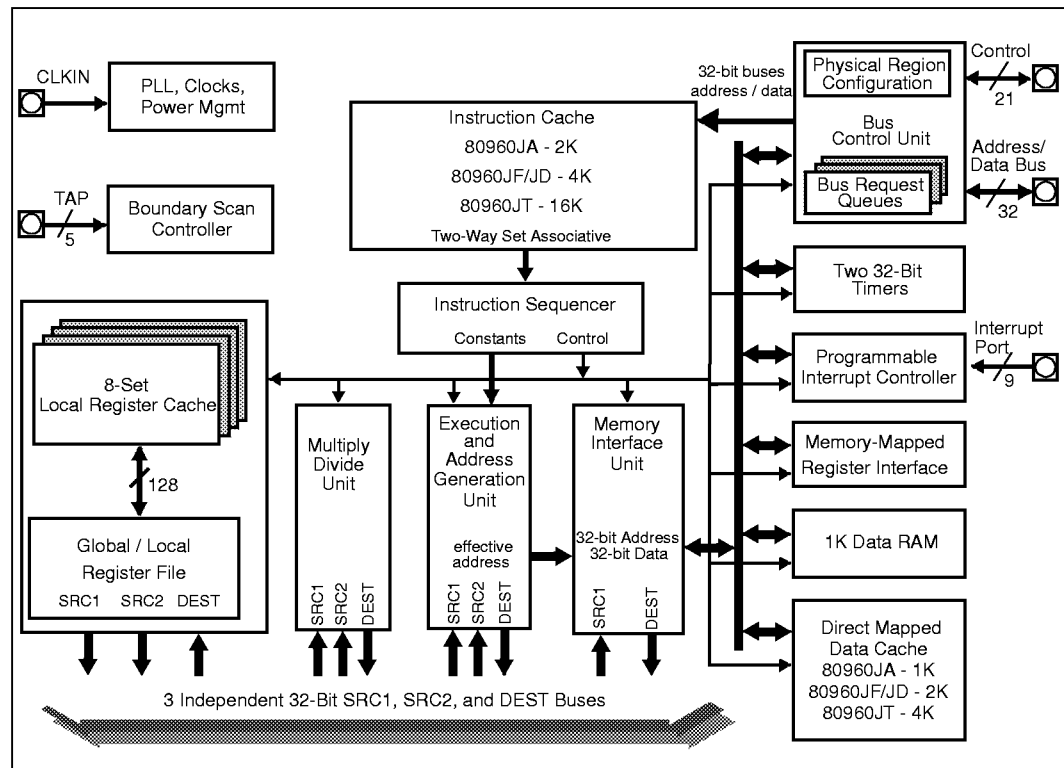 CLKIN
PLL, Clocks,
Power Mgmt
TAP
5
Boundary Scan
Controller
Instruction Cache
80960JA - 2K
80960JF/JD - 4K
80960JT - 16K
Two-Way Set Associative
32-bit buses
address / data
Physical Region
Configuration
Bus
Control Unit
Bus Request
Queues
Control
21
Address/
Data Bus
32
Instruction Sequencer
Constants
Control
Two 32-Bit
Timers
Programmable
Interrupt Controller
Interrupt
Port
9
Memory-Mapped
Register Interface
1K Data RAM
Direct Mapped
Data Cache
80960JA - 1K
80960JF/JD - 2K
80960JT - 4K
8-Set
Local Register Cache
128
Global / Local
Register File
SRC1 SRC2 DEST
Multiply
Divide
Unit
SRC1
SRC2
DEST
Execution
and
Address
Generation
Unit
effective
address
SRC1
SRC2
DEST
Memory
Interface
Unit
32-bit Address
32-bit Data
SRC1
DEST
3 Independent 32-Bit SRC1, SRC2, and DEST Buses